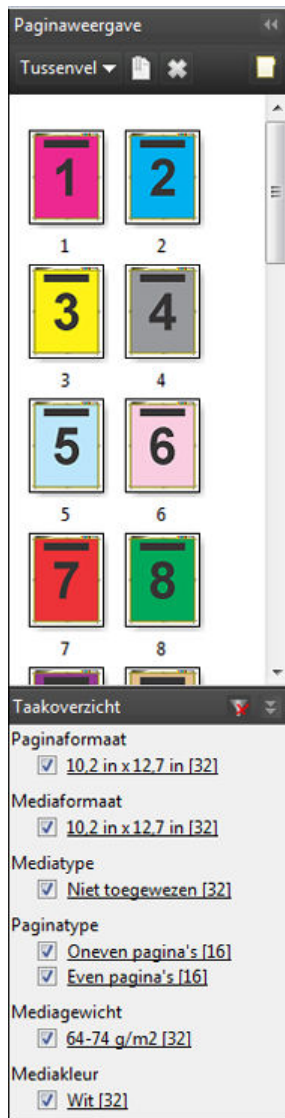 Paginaweergave
Tussenvel
1 2
1 2
3 4
3 4
5 6
5 6
7 8
7 8
Taakoverzicht
Paginaformaat
10,2 in x 12,7 in [32]
Mediaformaat
10,2 in x 12,7 in [32]
Mediatype
Niet toegewezen [32]
Paginatype
Oneven pagina's [16]
Even pagina's [16]
Mediagewicht
64-74 g/m2 [32]
Mediakleur
Wit [32]